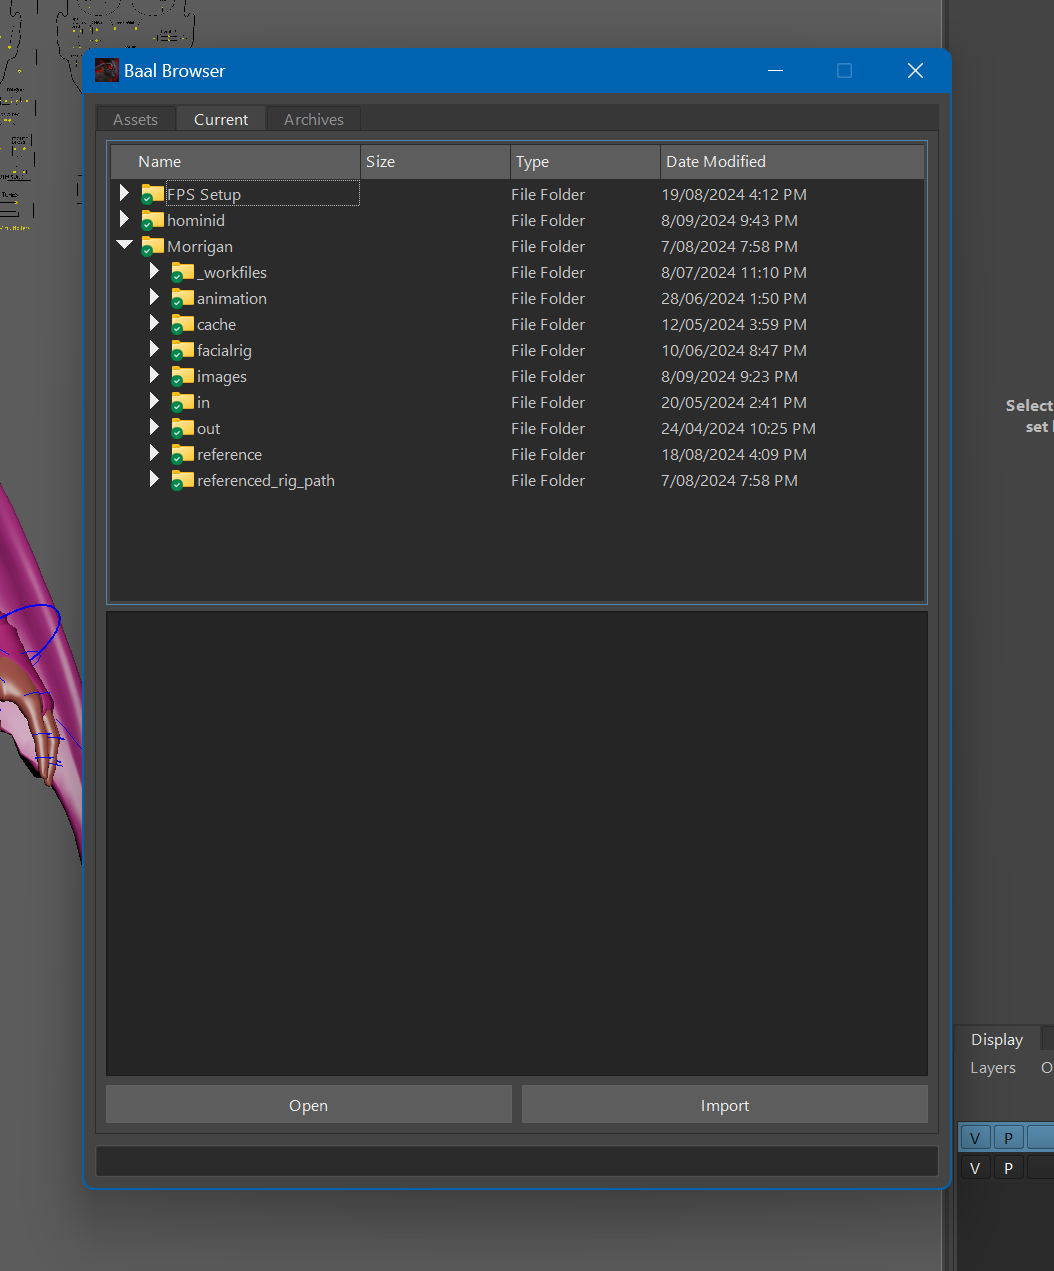 Baal Browser
Assets Current Archives
Name Size Type Date Modified
FPS Setup File Folder 19/08/2024 4:12 PM
hominid File Folder 8/09/2024 9:43 PM
Morrigan File Folder 7/08/2024 7:58 PM
_workfiles File Folder 8/07/2024 11:10 PM
animation File Folder 28/06/2024 1:50 PM
cache File Folder 12/05/2024 3:59 PM
facialrig File Folder 10/06/2024 8:47 PM
images File Folder 8/09/2024 9:23 PM
in File Folder 20/05/2024 2:41 PM
out File Folder 24/04/2024 10:25 PM
reference File Folder 18/08/2024 4:09 PM
referenced_rig_path File Folder 7/08/2024 7:58 PM
Select
set
Display
Layers O
Open Import
V P
V P